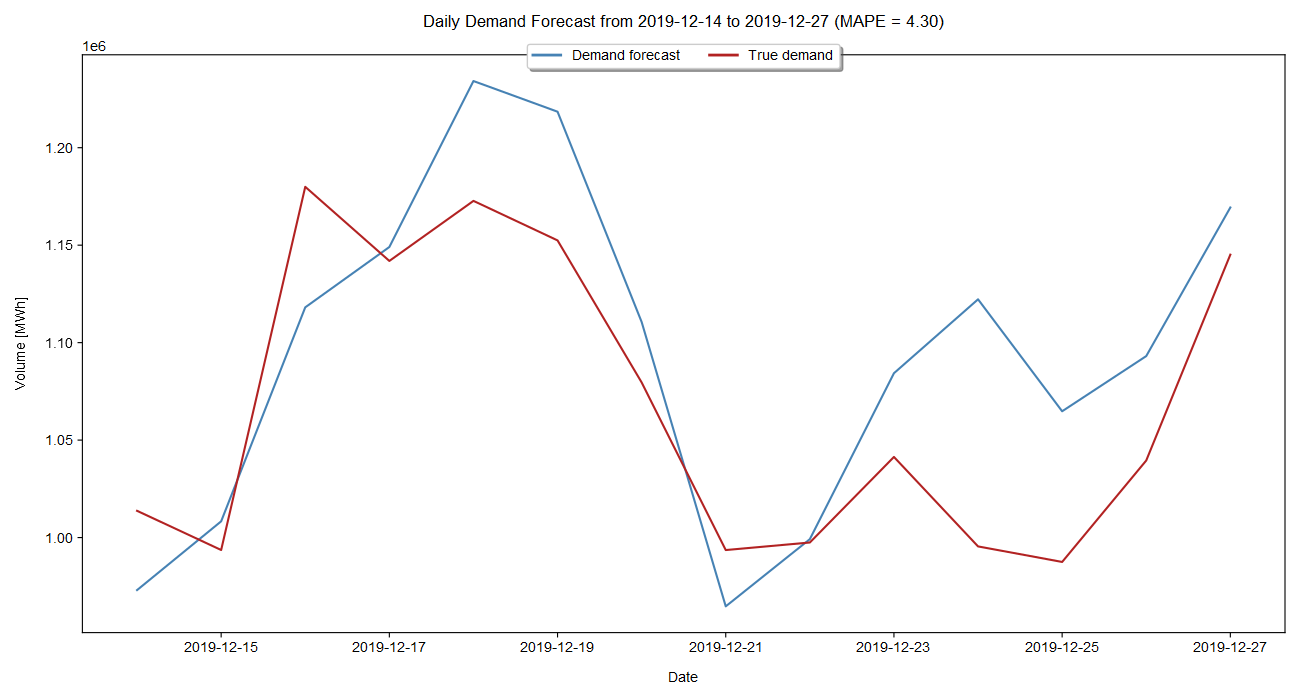 Daily Demand Forecast from 2019-12-14 to 2019-12-27 (MAPE = 4.30)
1e6
Demand forecast
True demand
1.20
1.15
1.10
1.05
1.00
Volume [MWh]
2019-12-15
2019-12-17
2019-12-19
2019-12-21
2019-12-23
2019-12-25
2019-12-27
Date